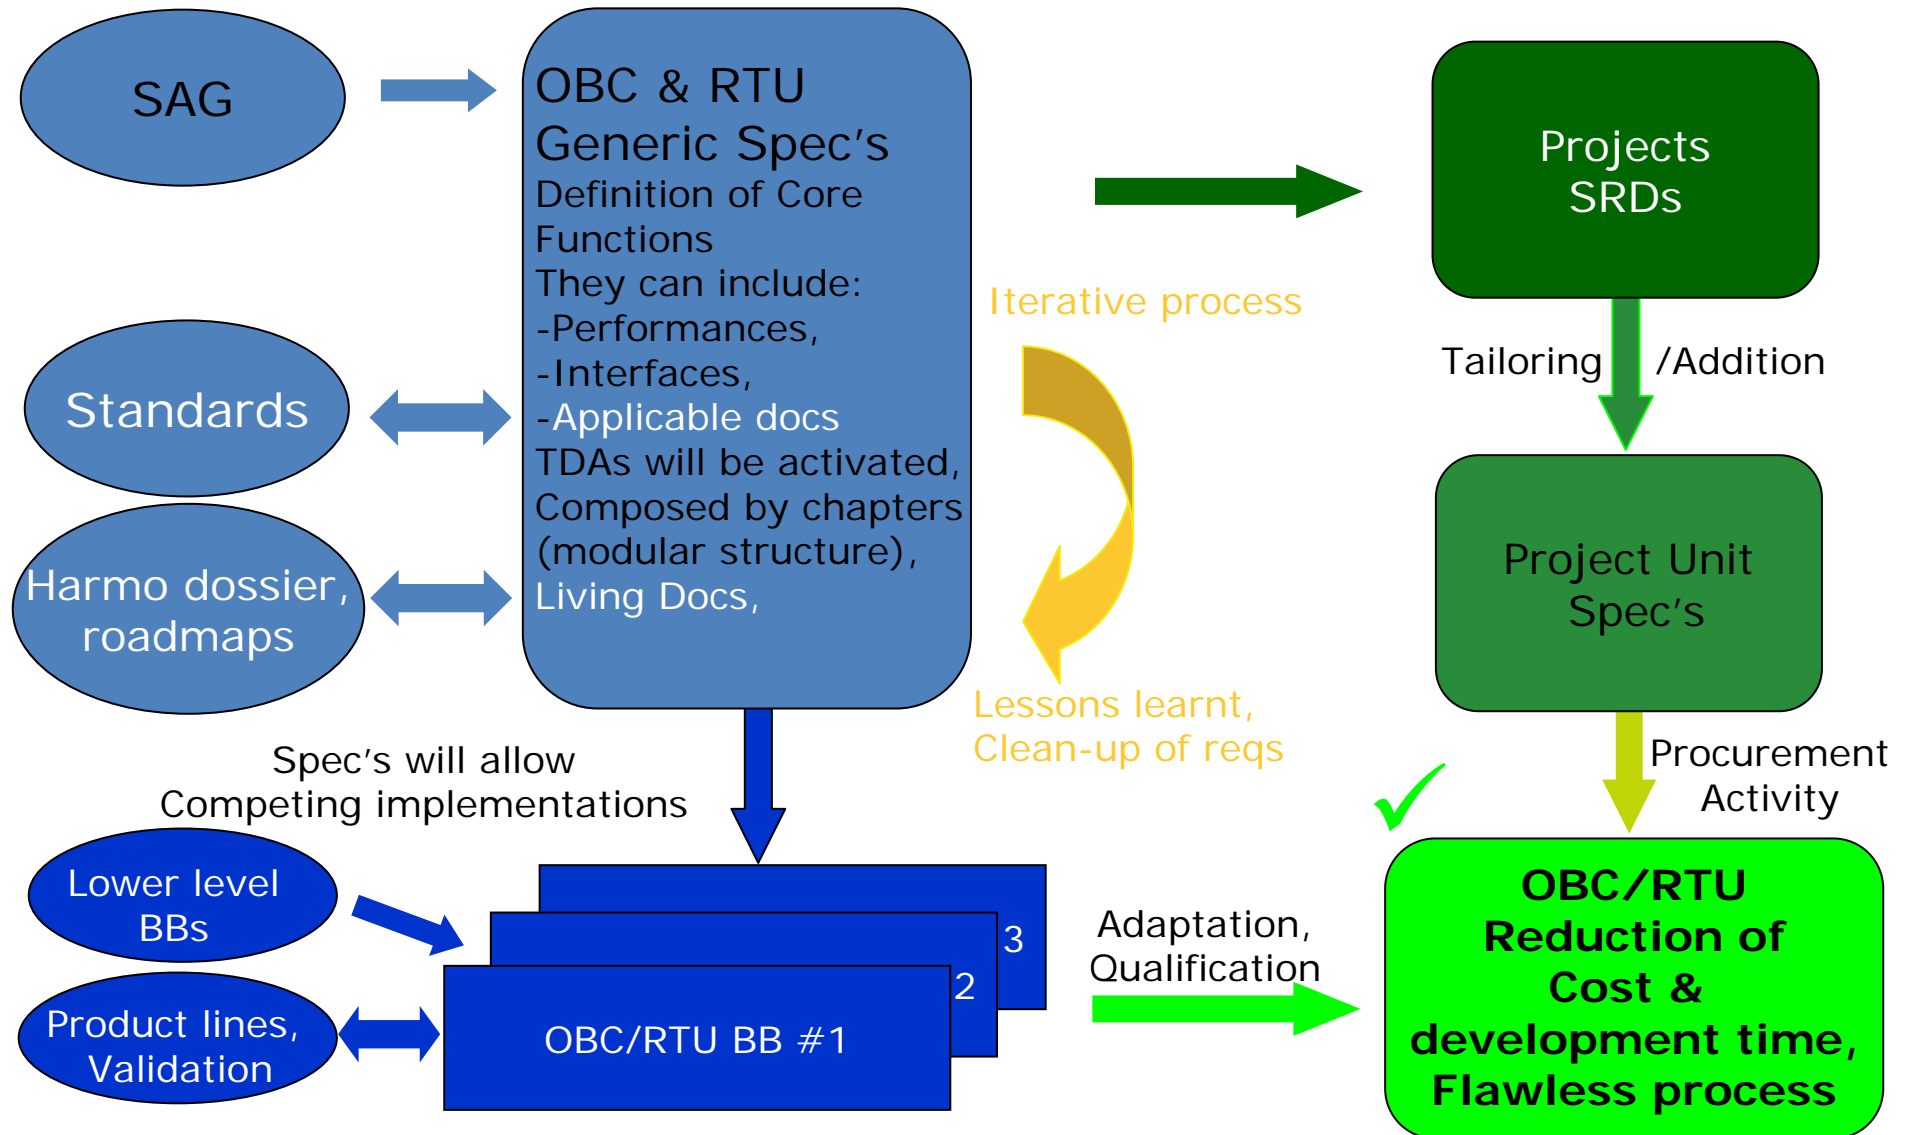 SAG
OBC & RTU
Generic Spec's
Definition of Core
Functions
They can include:
-Performances,
-Interfaces,
-Applicable docs
TDAs will be activated,
Composed by chapters
(modular structure),
Living Docs,
Standards
Harmo dossier,
roadmaps
Projects
SRDs
Iterative process
Tailoring /Addition
Project Unit
Spec's
Lessons learnt,
Clean-up of reqs
Procurement
Activity
Spec's will allow
Competing implementations
Lower level
BBs
Product lines,
Validation
3
2
OBC/RTU BB #1
Adaptation,
Qualification
OBC/RTU
Reduction of
Cost &
development time,
Flawless process